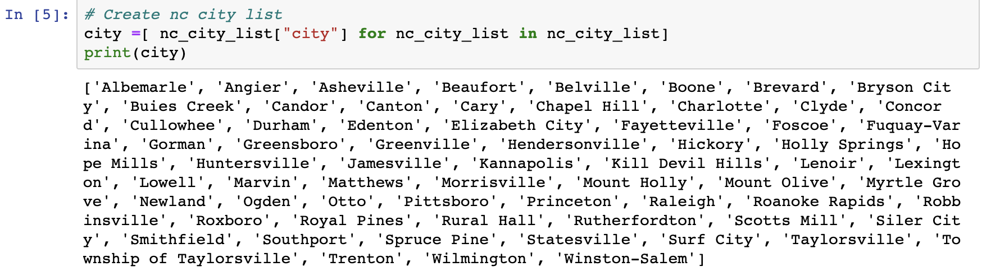 In [5]: # Create nc city list
city =[ nc_city_list["city"] for nc_city_list in nc_city_list]
print(city)
['Albemarle', 'Angier', 'Asheville', 'Beaufort', 'Belville', 'Boone', 'Brevard', 'Bryson Cit
y', 'Buies Creek', 'Candor', 'Canton', 'Cary', 'Chapel Hill', 'Charlotte', 'Clyde', 'Concor
d', 'Cullowhee', 'Durham', 'Edenton', 'Elizabeth City', 'Fayetteville', 'Foscoe', 'Fuquay-Var
ina', 'Gorman', 'Greensboro', 'Greenville', 'Hendersonville', 'Hickory', 'Holly Springs', 'Ho
pe Mills', 'Huntersville', 'Jamesville', 'Kannapolis', 'Kill Devil Hills', 'Lenoir', 'Lexingt
on', 'Lowell', 'Marvin', 'Matthews', 'Morrisville', 'Mount Holly', 'Mount Olive', 'Myrtle Gro
ve', 'Newland', 'Ogden', 'Otto', 'Pittsboro', 'Princeton', 'Raleigh', 'Roanoke Rapids', 'Robb
insville', 'Roxboro', 'Royal Pines', 'Rural Hall', 'Rutherfordton', 'Scotts Mill', 'Siler Cit
y', 'Smithfield', 'Southport', 'Spruce Pine', 'Statesville', 'Surf City', 'Taylorsville', 'To
wnship of Taylorsville', 'Trenton', 'Wilmington', 'Winston-Salem']